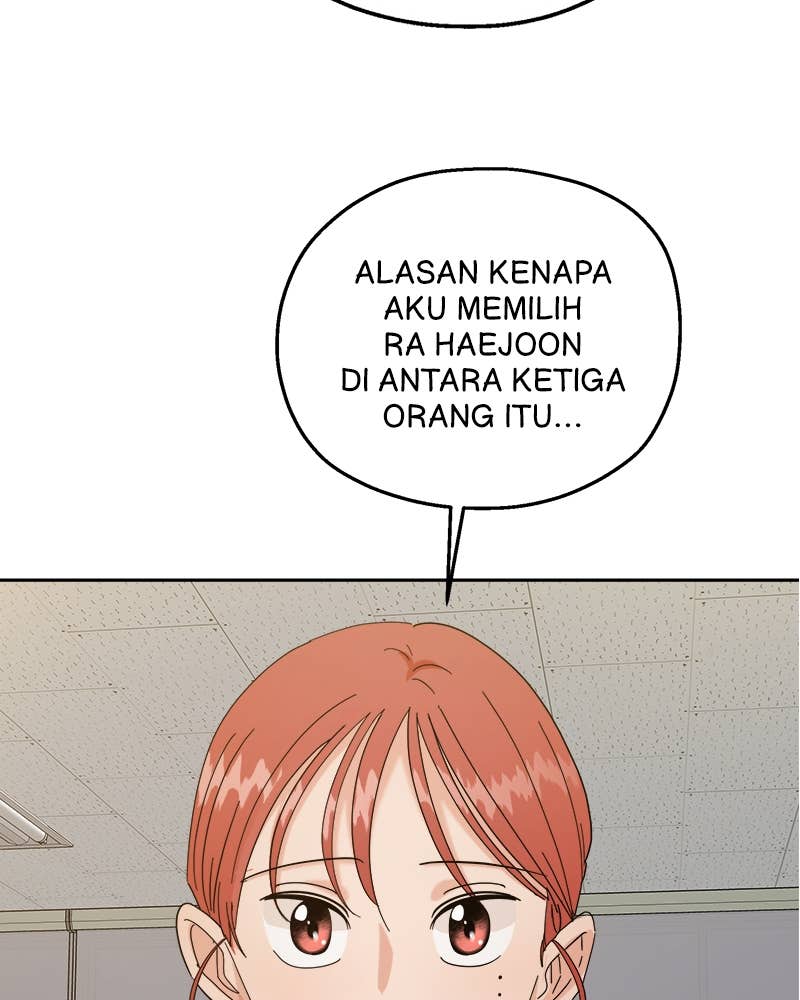 ALASAN KENAPA
AKU MEMILIH
RA HAEJOON
DI ANTARA KETIGA
ORANG ITU...